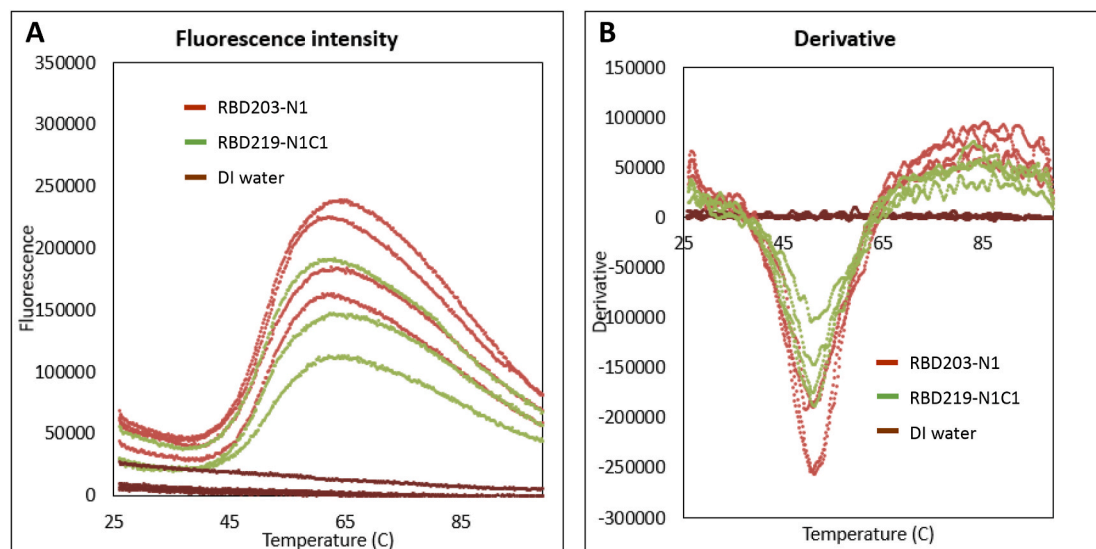 A
Fluorescence intensity
350000
300000
250000
200000
150000
100000
50000
0
Fluorescence
RBD203-N1
RBD219-N1C1
DI water
25
45
65
85
Temperature (C)
B
Derivative
150000
100000
50000
0
-50000
-100000
-150000
-200000
-250000
-300000
Derivative
25
45
65
85
RBD203-N1
RBD219-N1C1
DI water
Temperature (C)